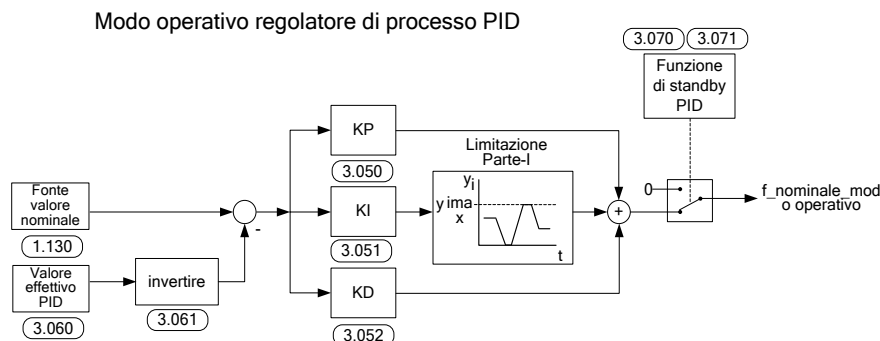 Modo operativo regolatore di processo PID
3.070 3.071
Funzione
di standby
PID
KP
3.050
Limitazione
Parte-I
yi
y ima
x
t
Fonte
valore
nominale
1.130
KI
3.051
-
+
0
f_nominale_mod
o operativo
Valore
effettivo
PID
3.060
invertire
3.061
KD
3.052